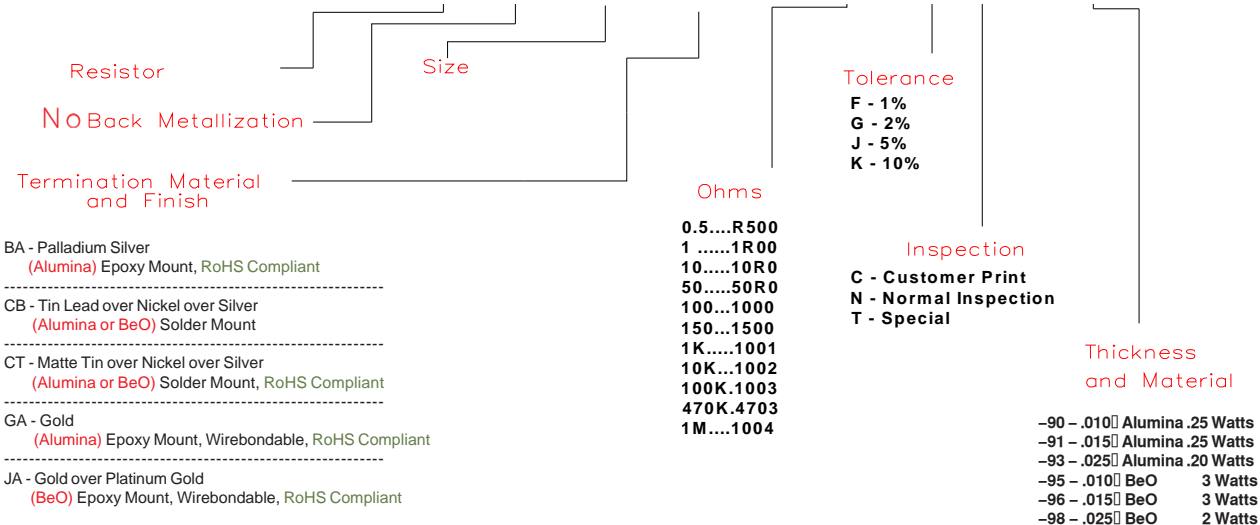 Resistor
No Back Metallization
Size
Termination Material
and Finish
BA - Palladium Silver
(Alumina) Epoxy Mount, RoHS Compliant
----------------------------------------------------------------
CB - Tin Lead over Nickel over Silver
(Alumina or BeO) Solder Mount
----------------------------------------------------------------
CT - Matte Tin over Nickel over Silver
(Alumina or BeO) Solder Mount, RoHS Compliant
----------------------------------------------------------------
GA - Gold
(Alumina) Epoxy Mount, Wirebondable, RoHS Compliant
----------------------------------------------------------------
JA - Gold over Platinum Gold
(BeO) Epoxy Mount, Wirebondable, RoHS Compliant
Ohms
0.5....R500
1 ......1R00
10.....10R0
50.....50R0
100...1000
150...1500
1K.....1001
10K...1002
100K.1003
470K.4703
1M....1004
Tolerance
F - 1%
G - 2%
J - 5%
K - 10%
Inspection
C - Customer Print
N - Normal Inspection
T - Special
Thickness
and Material
–90 – .010▯ Alumina .25 Watts
–91 – .015▯ Alumina .25 Watts
–93 – .025▯ Alumina .20 Watts
–95 – .010▯ BeO 3 Watts
–96 – .015▯ BeO 3 Watts
–98 – .025▯ BeO 2 Watts